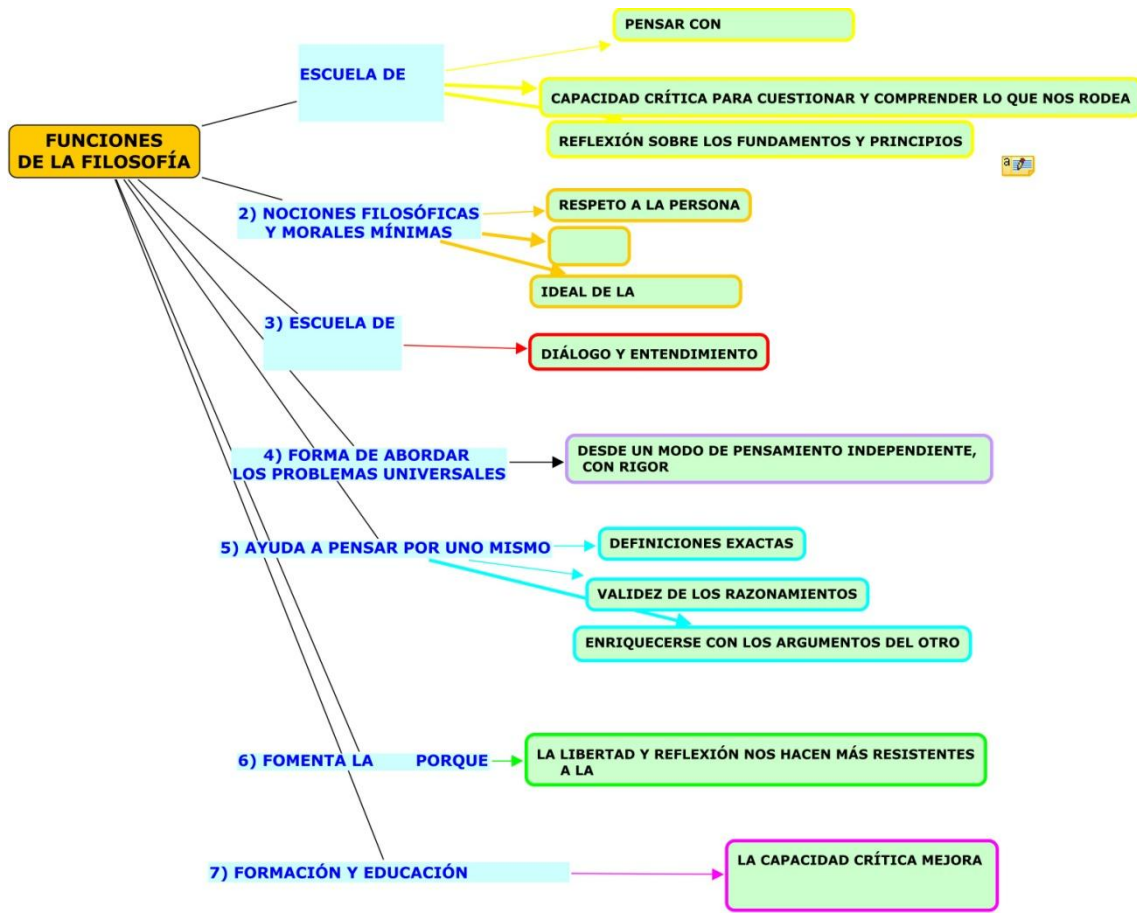 FUNCIONES
DE LA FILOSOFÍA
ESCUELA DE
PENSAR CON
CAPACIDAD CRÍTICA PARA CUESTIONAR Y COMPRENDER LO QUE NOS RODEA
REFLEXIÓN SOBRE LOS FUNDAMENTOS Y PRINCIPIOS
a
2) NOCIONES FILOSÓFICAS
Y MORALES MÍNIMAS
RESPETO A LA PERSONA
IDEAL DE LA
3) ESCUELA DE
DIÁLOGO Y ENTENDIMIENTO
4) FORMA DE ABORDAR
LOS PROBLEMAS UNIVERSALES
DESDE UN MODO DE PENSAMIENTO INDEPENDIENTE,
CON RIGOR
5) AYUDA A PENSAR POR UNO MISMO
DEFINICIONES EXACTAS
VALIDEZ DE LOS RAZONAMIENTOS
ENRIQUECERSE CON LOS ARGUMENTOS DEL OTRO
6) FOMENTA LA PORQUE
LA LIBERTAD Y REFLEXIÓN NOS HACEN MÁS RESISTENTES
A LA
7) FORMACIÓN Y EDUCACIÓN
LA CAPACIDAD CRÍTICA MEJORA